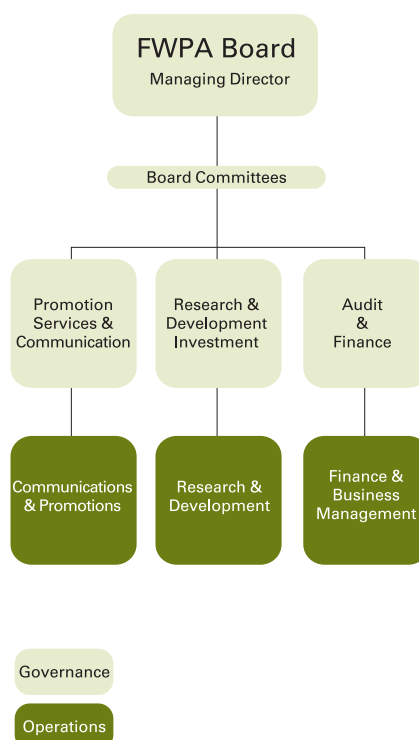 FWPA Board
Managing Director
Board Committees
Promotion
Services &
Communication
Research &
Development
Investment
Audit
&
Finance
Communications
& Promotions
Research &
Development
Finance &
Business
Management
Governance
Operations